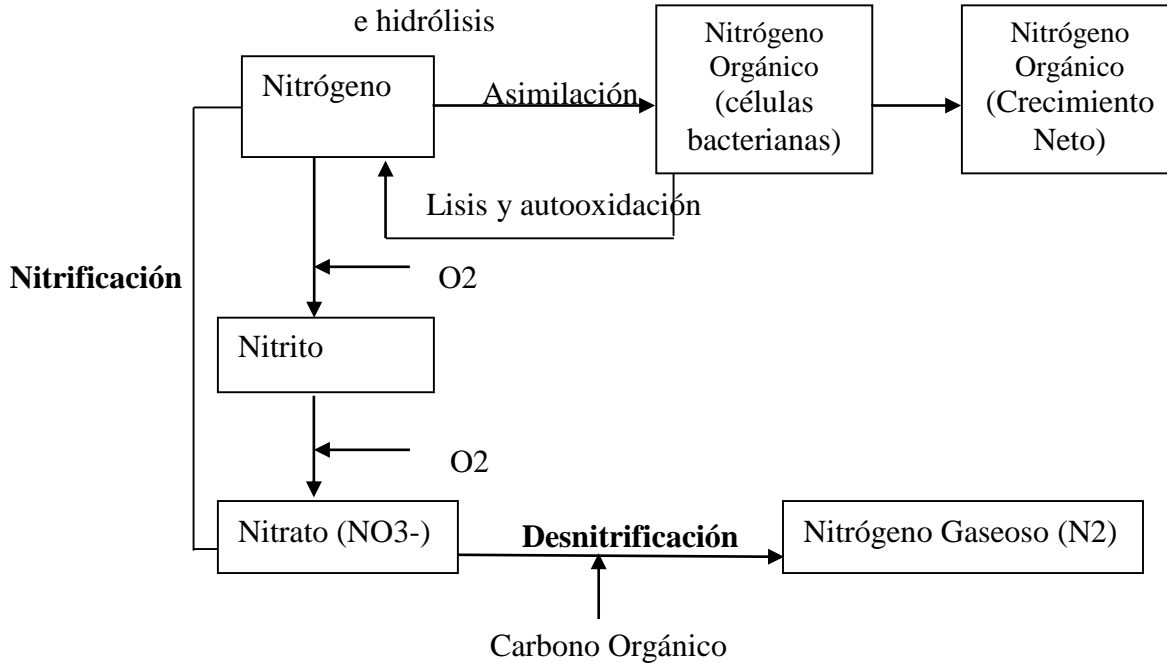 e hidrólisis
Nitrógeno
Asimilación
Nitrógeno
Orgánico
(células
bacterianas)
Nitrógeno
Orgánico
(Crecimiento
Neto)
Lisis y autooxidación
Nitrificación
O2
Nitrito
O2
Nitrato (NO3-)
Desnitrificación
Nitrógeno Gaseoso (N2)
Carbono Orgánico